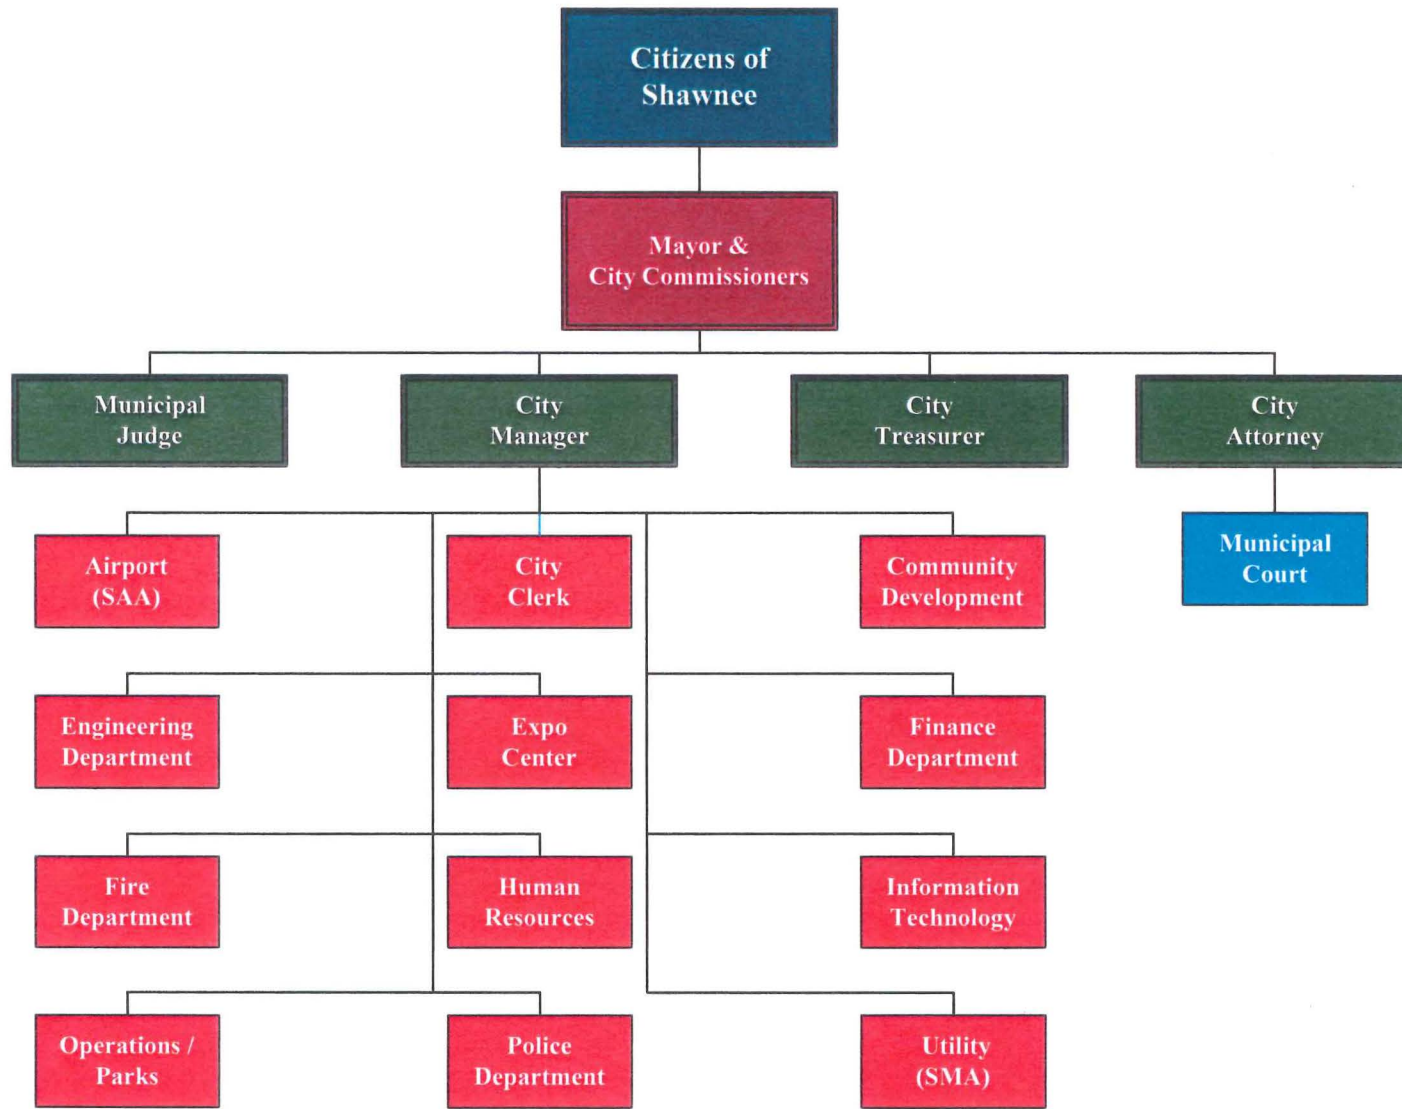 Citizens of
Shawnee
Mayor &
City Commissioners
Municipal
Judge
City
Manager
City
Treasurer
City
Attorney
Airport
(SAA)
City
Clerk
Community
Development
Municipal
Court
Engineering
Department
Expo
Center
Finance
Department
Fire
Department
Human
Resources
Information
Technology
Operations /
Parks
Police
Department
Utility
(SMA)